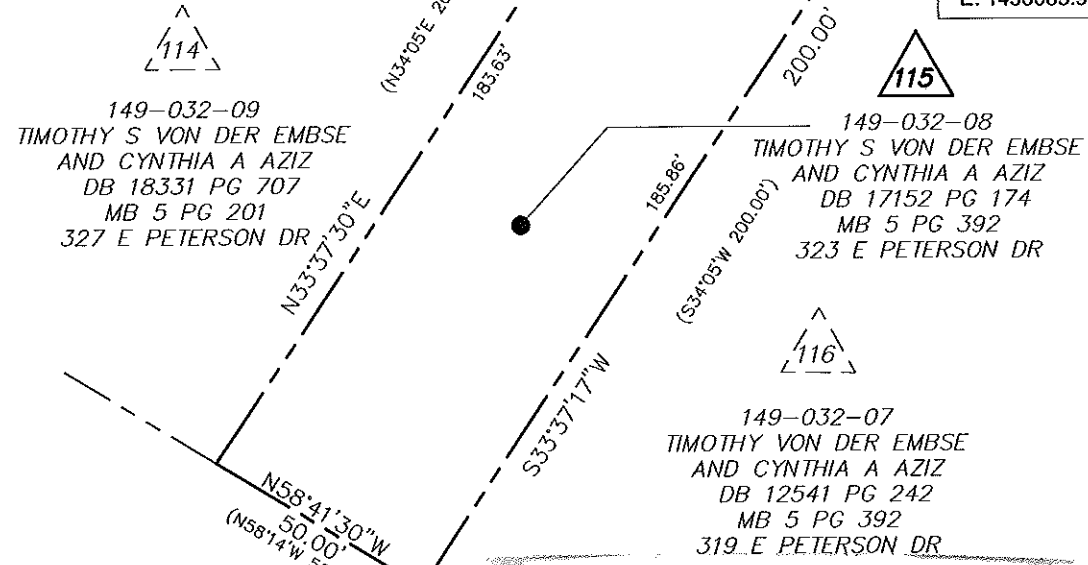 114
149-032-09
TIMOTHY S VON DER EMBSE
AND CYNTHIA A AZIZ
DB 18331 PG 707
MB 5 PG 201
327 E PETERSON DR
(N34°05'E
183.63'
N33°37'30"E
200.00'
185.86'
(S34°05'W 200.00')
S33°37'17"W
115
149-032-08
TIMOTHY S VON DER EMBSE
AND CYNTHIA A AZIZ
DB 17152 PG 174
MB 5 PG 392
323 E PETERSON DR
116
149-032-07
TIMOTHY VON DER EMBSE
AND CYNTHIA A AZIZ
DB 12541 PG 242
MB 5 PG 392
319 E PETERSON DR
N58°41'30"W
50.00'
(N58°14'W